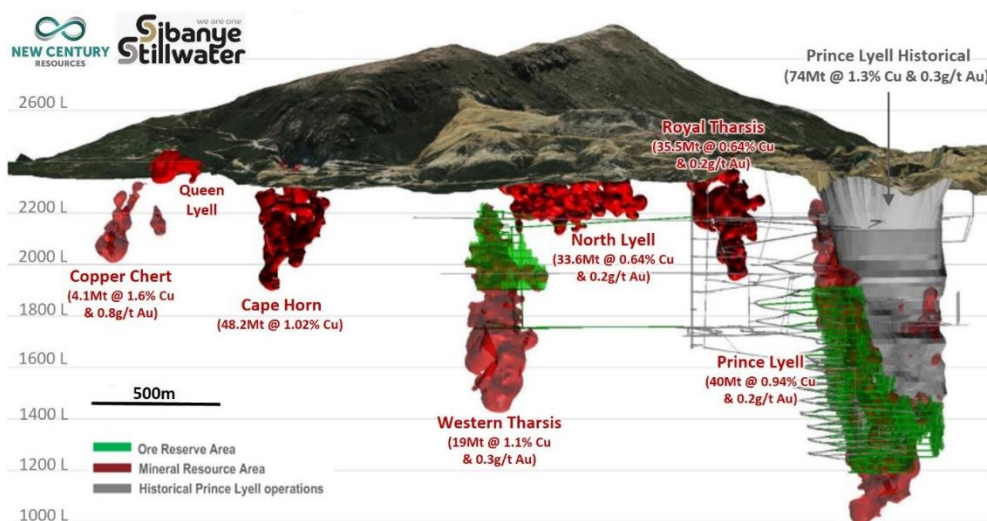 NEW CENTURY
RESOURCES
we are one
Sibanye
Stillwater
Prince Lyell Historical
(74Mt @ 1.3% Cu & 0.3g/t Au)
2600 L
2400 L
2200 L
2000 L
1800 L
1600 L
1400 L
1200 L
1000 L
Royal Tharsis
(35.5Mt @ 0.64% Cu
& 0.2g/t Au)
Queen
Lyell
North Lyell
(33.6Mt @ 0.64% Cu
& 0.2g/t Au)
Copper Chert
(4.1Mt @ 1.6% Cu
& 0.8g/t Au)
Cape Horn
(48.2Mt @ 1.02% Cu)
Prince Lyell
(40Mt @ 0.94% Cu
& 0.2g/t Au)
Western Tharsis
(19Mt @ 1.1% Cu
& 0.3g/t Au)
500m
Ore Reserve Area
Mineral Resource Area
Historical Prince Lyell operations